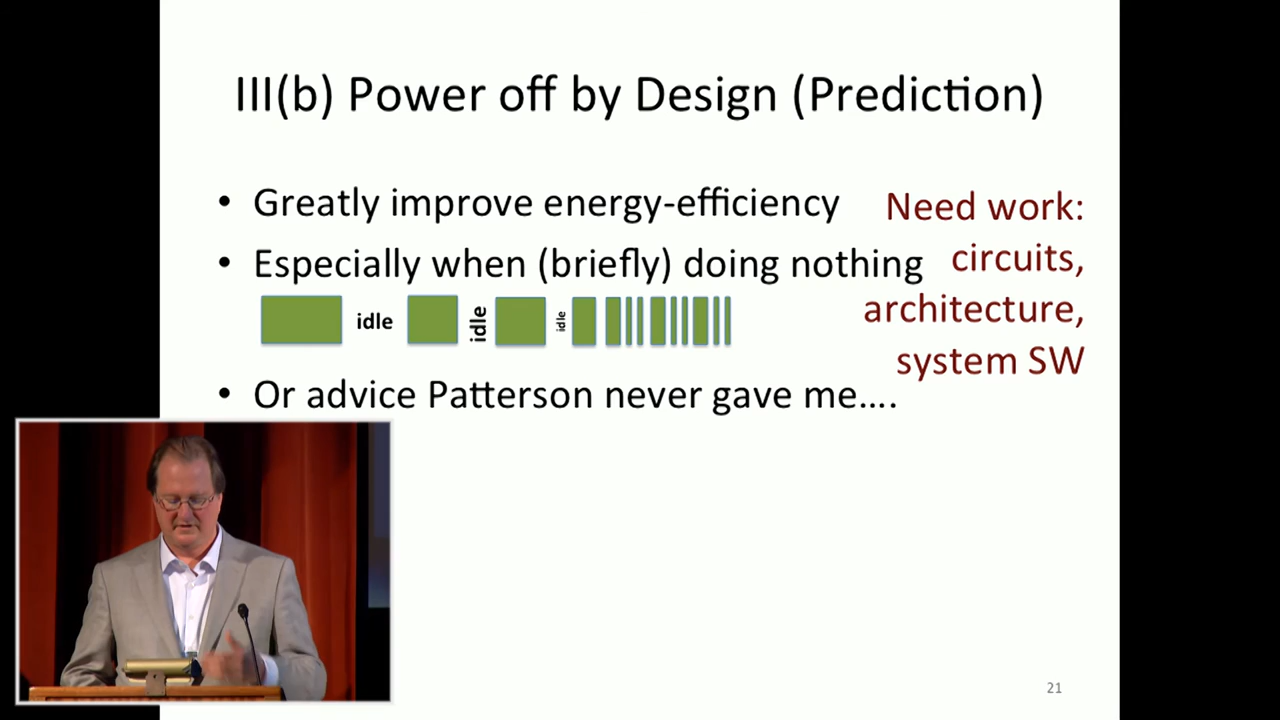 III(b) Power off by Design (Prediction)
• Greatly improve energy-efficiency
• Especially when (briefly) doing nothing
idle idle idle
• Or advice Patterson never gave me....
Need work:
circuits,
architecture,
system SW
21